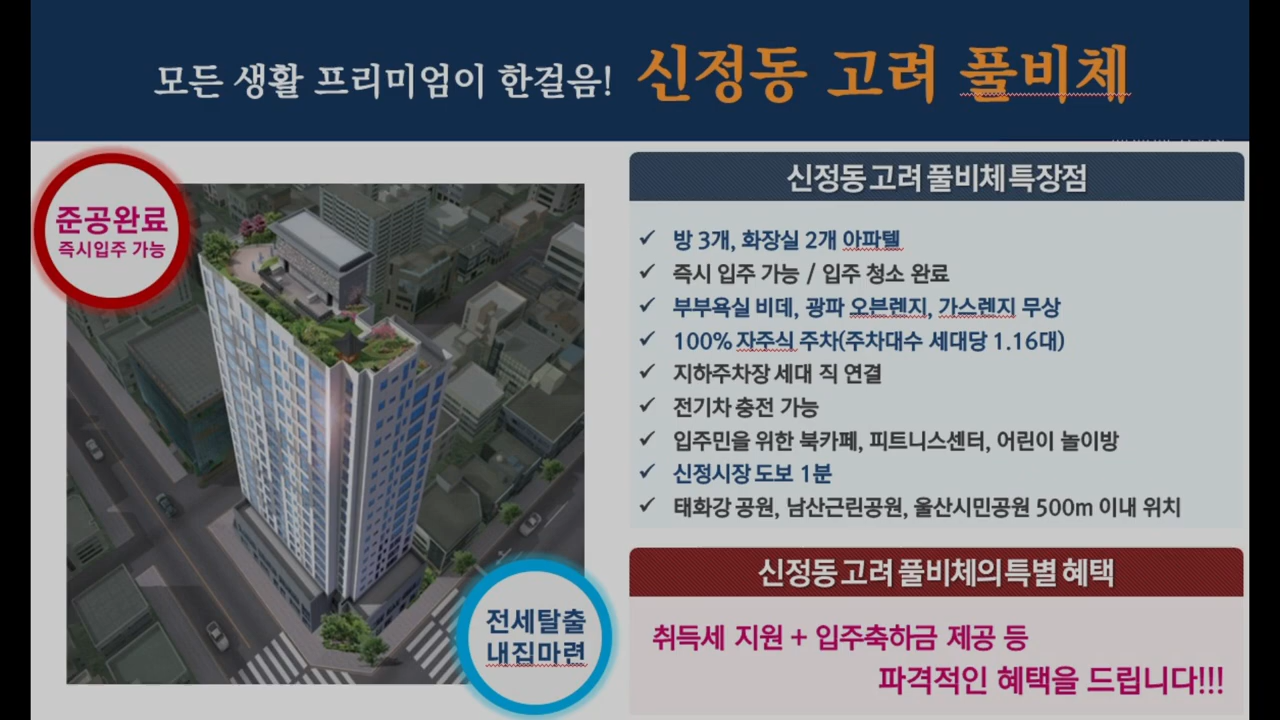 모든 생활 프리미엄이 한걸음! 신정동 고려 풀비체
준공완료
즉시입주 가능
전세탈출
내집마련
신정동 고려 풀비체 특장점
✓ 방 3개, 화장실 2개 아파텔
✓ 즉시 입주 가능 / 입주 청소 완료
✓ 부부욕실 비데, 광파 오븐렌지, 가스렌지 무상
✓ 100% 자주식 주차(주차대수 세대당 1.16대)
✓ 지하주차장 세대 직 연결
✓ 전기차 충전 가능
✓ 입주민을 위한 북카페, 피트니스센터, 어린이 놀이방
✓ 신정시장 도보 1분
✓ 태화강 공원, 남산근린공원, 울산시민공원 500m 이내 위치
신정동 고려 풀비체의 특별 혜택
취득세 지원 + 입주축하금 제공 등
파격적인 혜택을 드립니다!!!